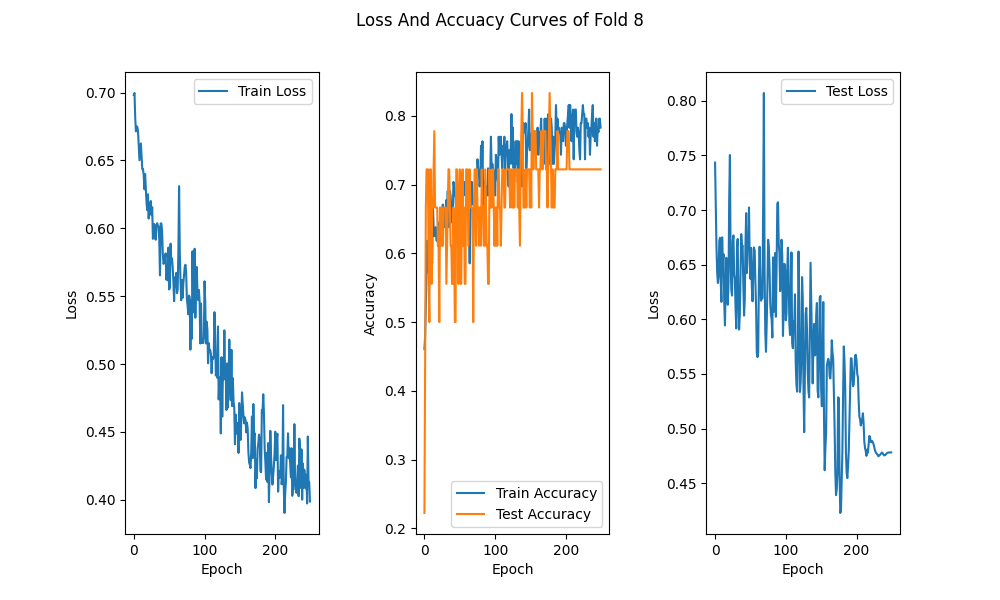 Loss And Accuacy Curves of Fold 8
Train Loss
0.70
0.65
0.60
0.55
0.50
0.45
0.40
Loss
0 100 200
Epoch
0.8
0.7
0.6
0.5
0.4
0.3
0.2
Accuracy
Train Accuracy
Test Accuracy
0 100 200
Epoch
Test Loss
0.80
0.75
0.70
0.65
0.60
0.55
0.50
0.45
Loss
0 100 200
Epoch